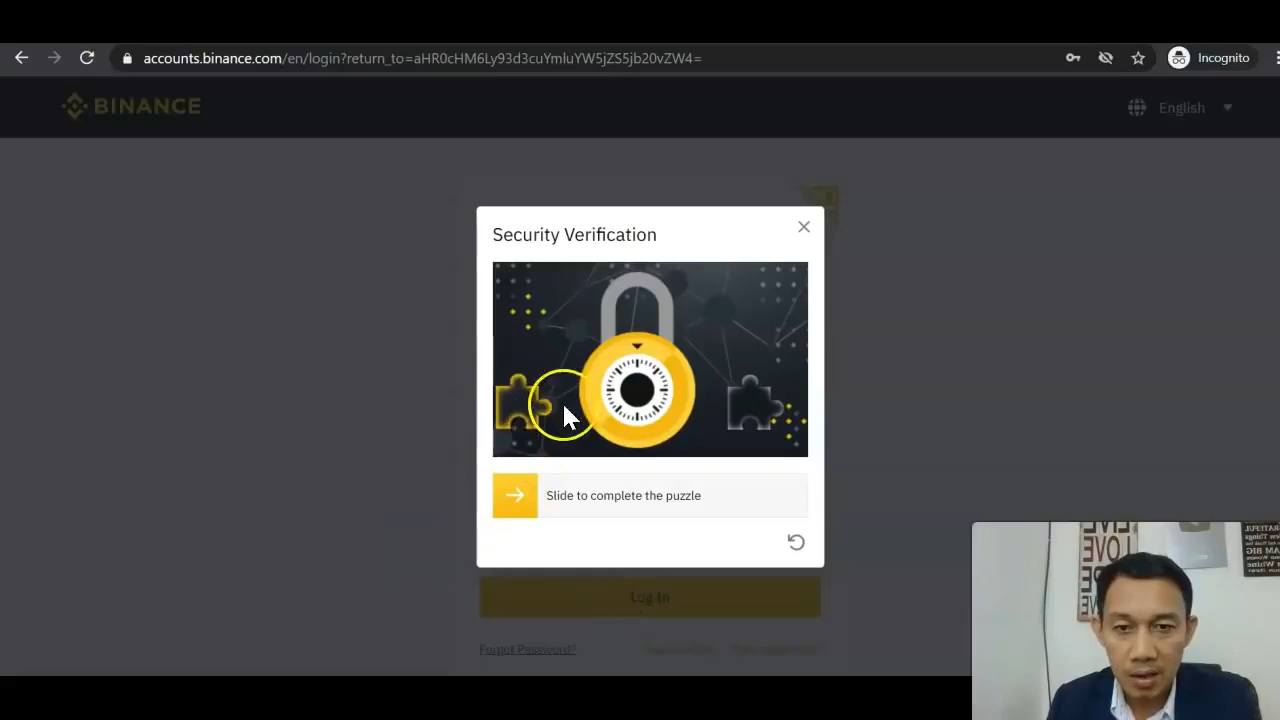 accounts.binance.com/en/login?return_to=aHR0cHM6Ly93d3cuYmluYW5jZS5jb20vZW4=
Incognito
BINANCE
English
Security Verification
Slide to complete the puzzle
Log In
Forgot Password?
LIVE
LOVE